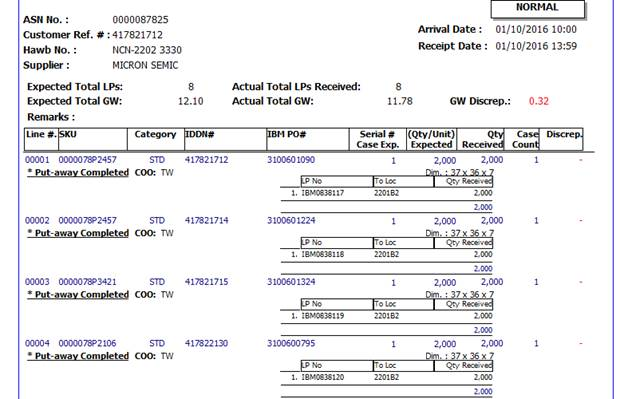 NORMAL
ASN No. : 0000087825
Customer Ref. # : 417821712 Arrival Date : 01/10/2016 10:00
Hawb No. : NCN-2202 3330 Receipt Date : 01/10/2016 13:59
Supplier : MICRON SEMIC
Expected Total LPs: 8 Actual Total LPs Received: 8
Expected Total GW: 12.10 Actual Total GW: 11.78 GW Discrep.: 0.32
Remarks :
Line #. SKU Category IDDN# IBM PO# Serial # (Qty/Unit) Qty Case Discrep.
Case Exp. Expected Received Count
00001 0000078P2457 STD 417821712 3100601090 1 2,000 2,000 1 -
* Put-away Completed COO: TW Dim. : 37 x 36 x 7
LP No To Loc Qty Received
1. IBM0838117 2201B2 2,000
2,000
00002 0000078P2457 STD 417821714 3100601224 1 2,000 2,000 1 -
* Put-away Completed COO: TW Dim. : 37 x 36 x 7
LP No To Loc Qty Received
1. IBM0838118 2201B2 2,000
2,000
00003 0000078P3421 STD 417821715 3100601324 1 2,000 2,000 1 -
* Put-away Completed COO: TW Dim. : 37 x 36 x 7
LP No To Loc Qty Received
1. IBM0838119 2201B2 2,000
2,000
00004 0000078P2106 STD 417822130 3100600795 1 2,000 2,000 1 -
* Put-away Completed COO: TW Dim. : 37 x 36 x 7
LP No To Loc Qty Received
1. IBM0838120 2201B2 2,000
2,000